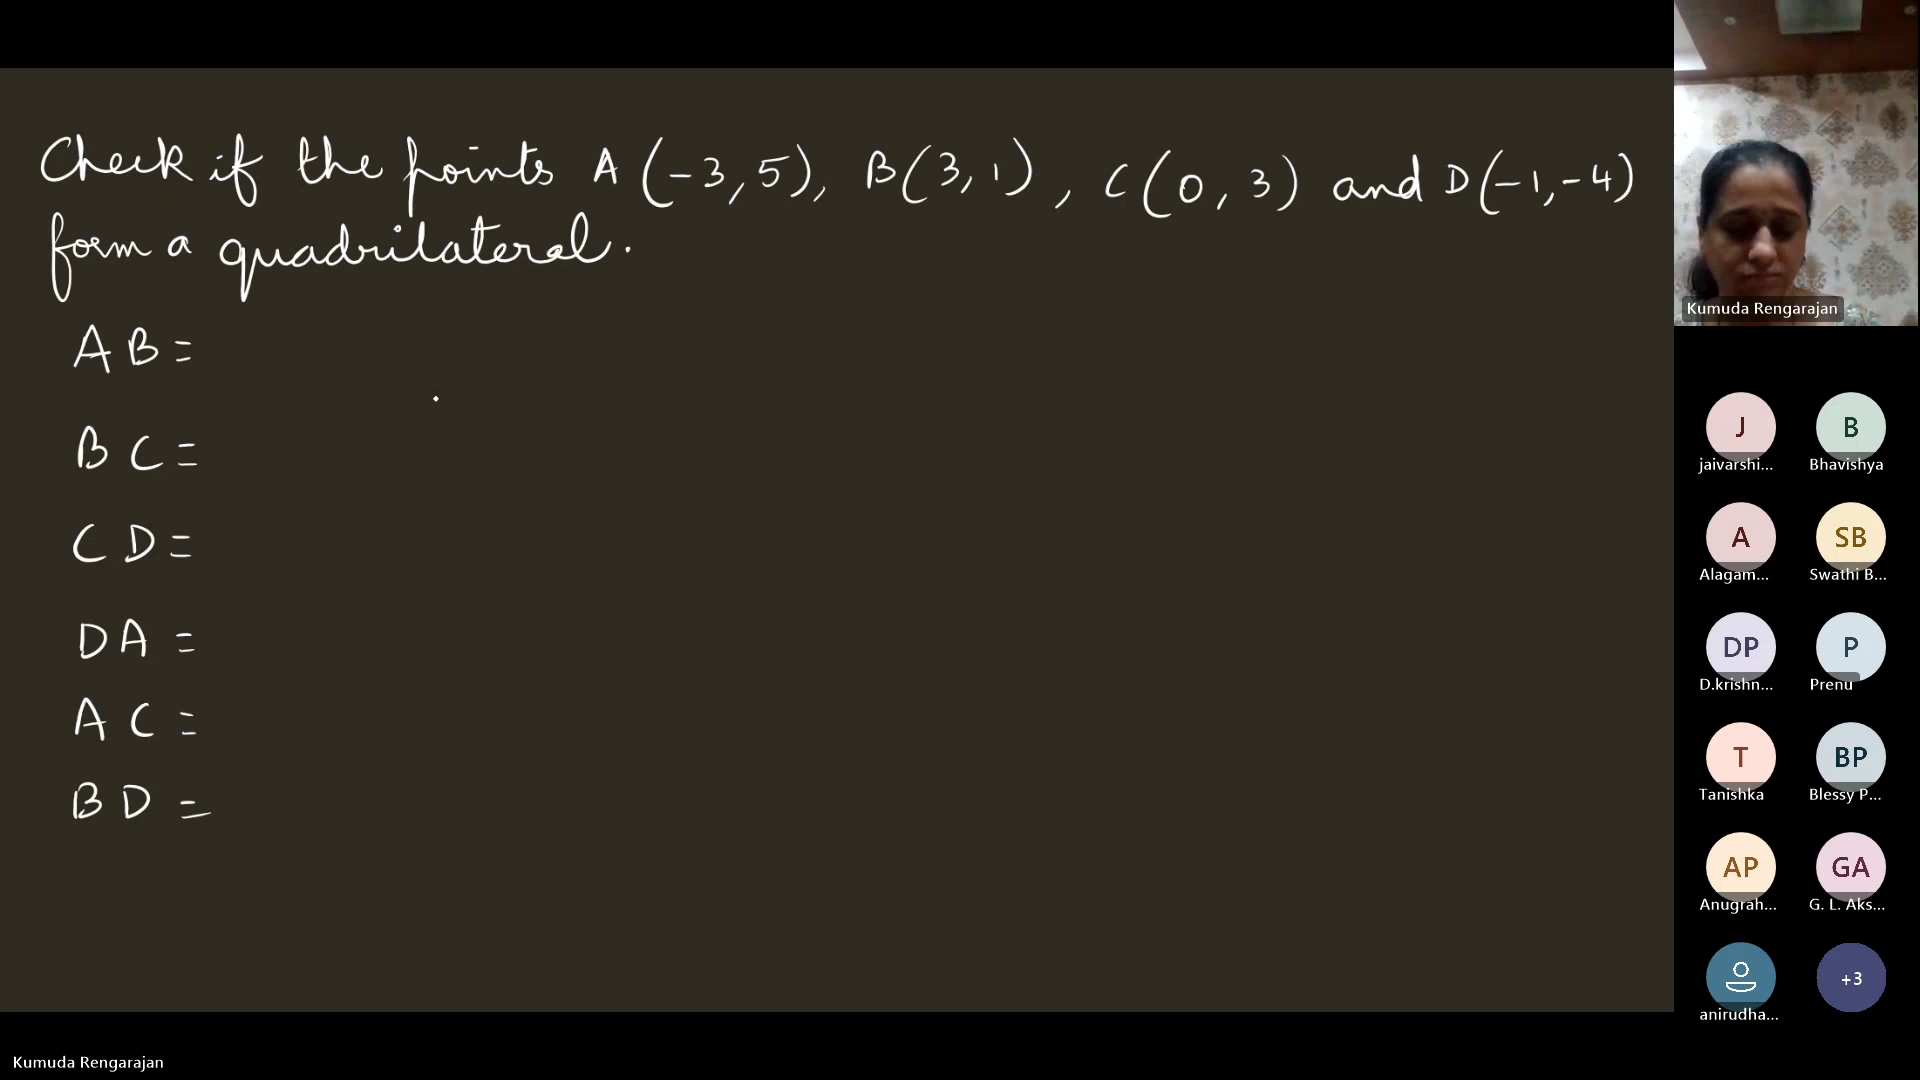 Check if the points A (-3, 5), B(3, 1), C(0, 3) and D(-1,-4)
form a quadrilateral.
AB=
BC=
CD=
DA=
AC=
BD=
Kumuda Rengarajan
J
B
jaivarshi...
Bhavishya
A
SB
Alagam...
Swathi B...
DP
P
D.krishn...
Prenu
T
BP
Tanishka
Blessy P...
AP
GA
Anugrah...
G. L. Aks...
+3
anirudha...
Kumuda Rengarajan